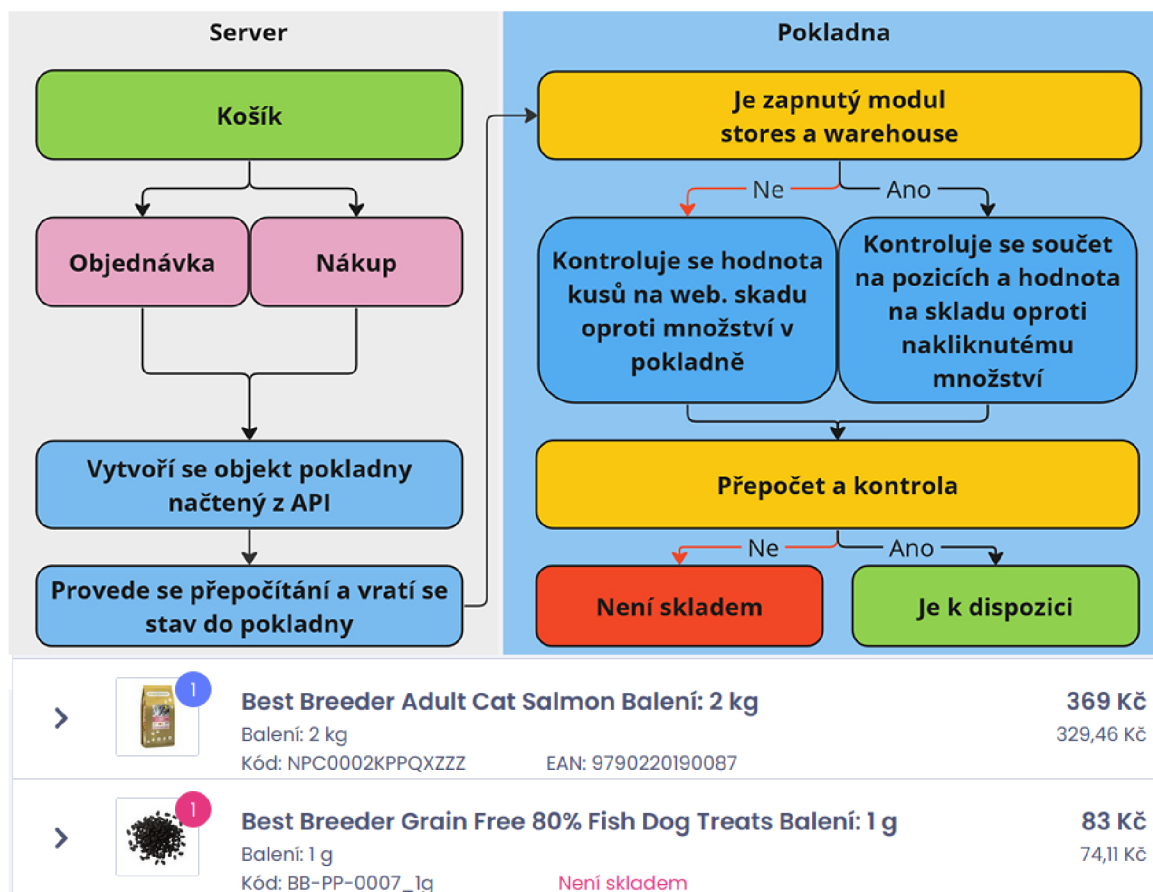 Server
Košík
Objednávka
Nákup
Vytvoří se objekt pokladny
načtený z API
Provede se přepočítání a vratí se
stav do pokladny
Pokladna
Je zapnutý modul
stores a warehouse
Ne
Ano
Kontroluje se hodnota
kusů na web. skadu
oproti množství v
pokladně
Kontroluje se součet
na pozicích a hodnota
na skladu oproti
nakliknutému
množství
Přepočet a kontrola
Ne
Ano
Není skladem
Je k dispozici
1
Best Breeder Adult Cat Salmon Balení: 2 kg
369 Kč
Balení: 2 kg
329,46 Kč
Kód: NPC0002KPPQXZZZ
EAN: 9790220190087
1
Best Breeder Grain Free 80% Fish Dog Treats Balení: 1 g
83 Kč
Balení: 1 g
74,11 Kč
Kód: BB-PP-0007_1g
Není skladem